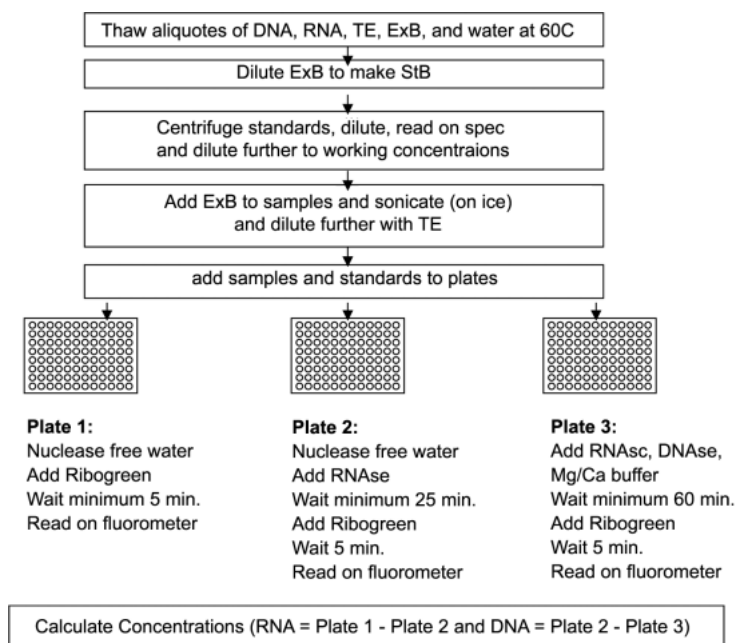 Thaw aliquotes of DNA, RNA, TE, ExB, and water at 60C
Dilute ExB to make StB
Centrifuge standards, dilute, read on spec
and dilute further to working concentraions
Add ExB to samples and sonicate (on ice)
and dilute further with TE
add samples and standards to plates
Plate 1:
Nuclease free water
Add Ribogreen
Wait minimum 5 min.
Read on fluorometer
Plate 2:
Nuclease free water
Add RNAse
Wait minimum 25 min.
Add Ribogreen
Wait 5 min.
Read on fluorometer
Plate 3:
Add RNAsc, DNAse,
Mg/Ca buffer
Wait minimum 60 min.
Add Ribogreen
Wait 5 min.
Read on fluorometer
Calculate Concentrations (RNA = Plate 1 - Plate 2 and DNA = Plate 2 - Plate 3)